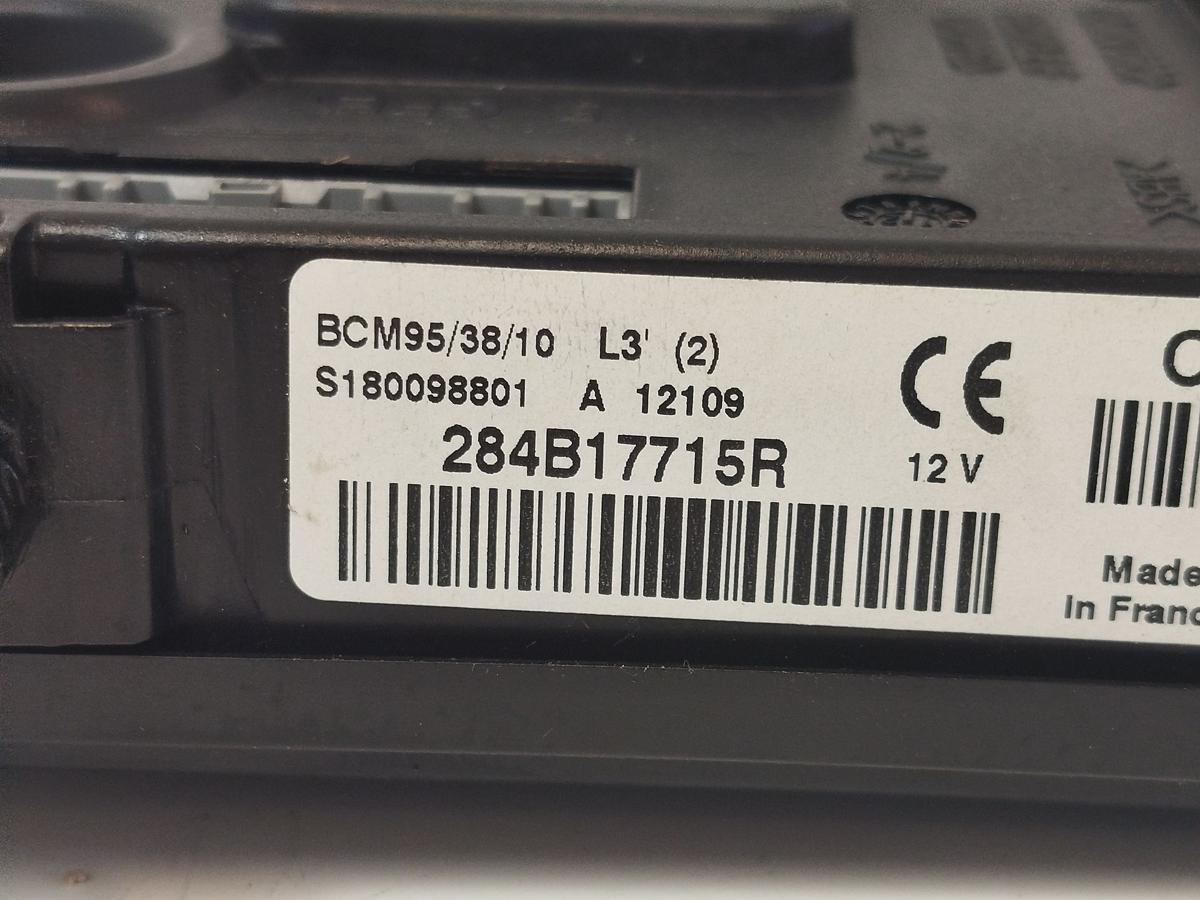 BCM95/38/10 L3' (2)
S180098801 A 12109
284B17715R
CE
12 V
Made
in Franc